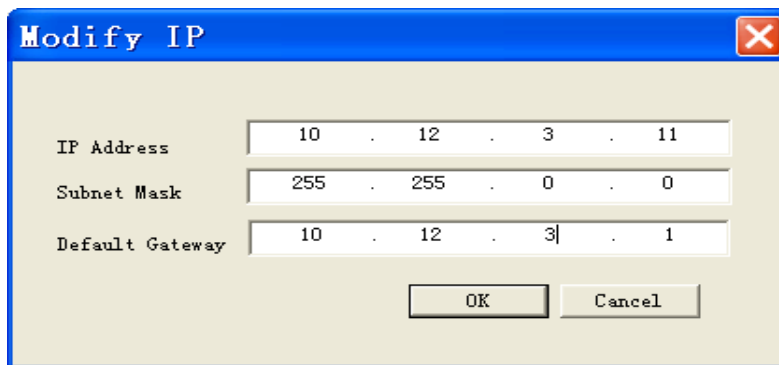 Modify IP
IP Address 10 . 12 . 3 . 11
Subnet Mask 255 . 255 . 0 . 0
Default Gateway 10 . 12 . 3 . 1
OK Cancel